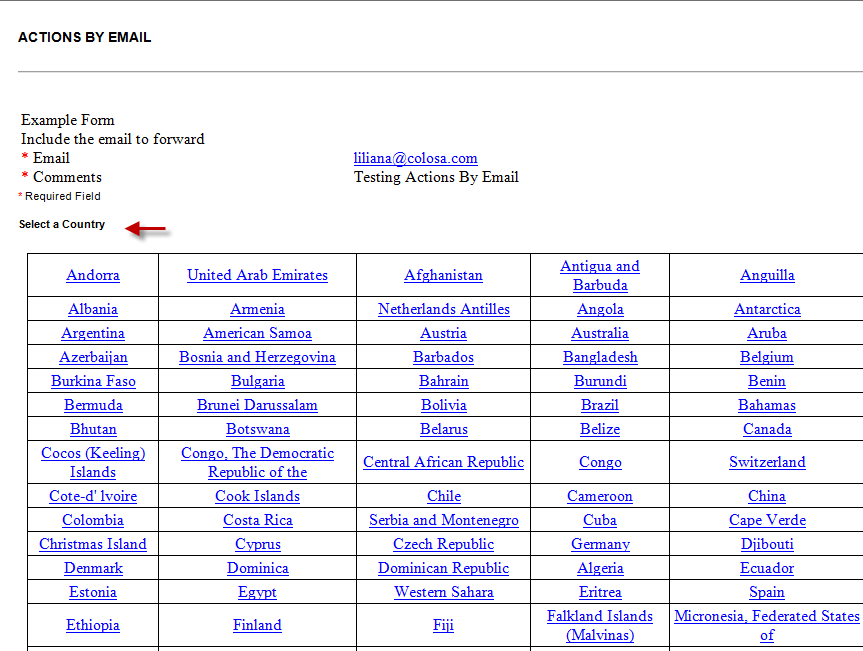 ACTIONS BY EMAIL
Example Form
Include the email to forward
* Email liliana@colosa.com
* Comments Testing Actions By Email
* Required Field
Select a Country
Andorra United Arab Emirates Afghanistan Antigua and Barbuda Anguilla
Albania Armenia Netherlands Antilles Angola Antarctica
Argentina American Samoa Austria Australia Aruba
Azerbaijan Bosnia and Herzegovina Barbados Bangladesh Belgium
Burkina Faso Bulgaria Bahrain Burundi Benin
Bermuda Brunei Darussalam Bolivia Brazil Bahamas
Bhutan Botswana Belarus Belize Canada
Cocos (Keeling) Islands Congo, The Democratic Republic of the Central African Republic Congo Switzerland
Cote-d' Ivoire Cook Islands Chile Cameroon China
Colombia Costa Rica Serbia and Montenegro Cuba Cape Verde
Christmas Island Cyprus Czech Republic Germany Djibouti
Denmark Dominica Dominican Republic Algeria Ecuador
Estonia Egypt Western Sahara Eritrea Spain
Ethiopia Finland Fiji Falkland Islands (Malvinas) Micronesia, Federated States of